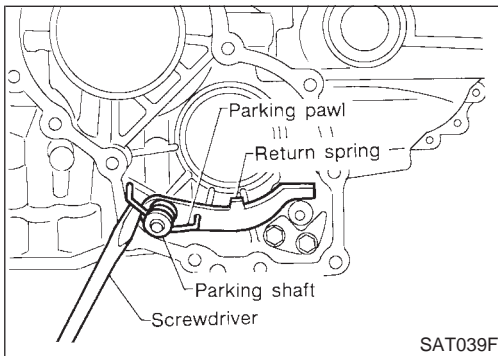 Parking pawl
Return spring
Parking shaft
Screwdriver
SAT039F